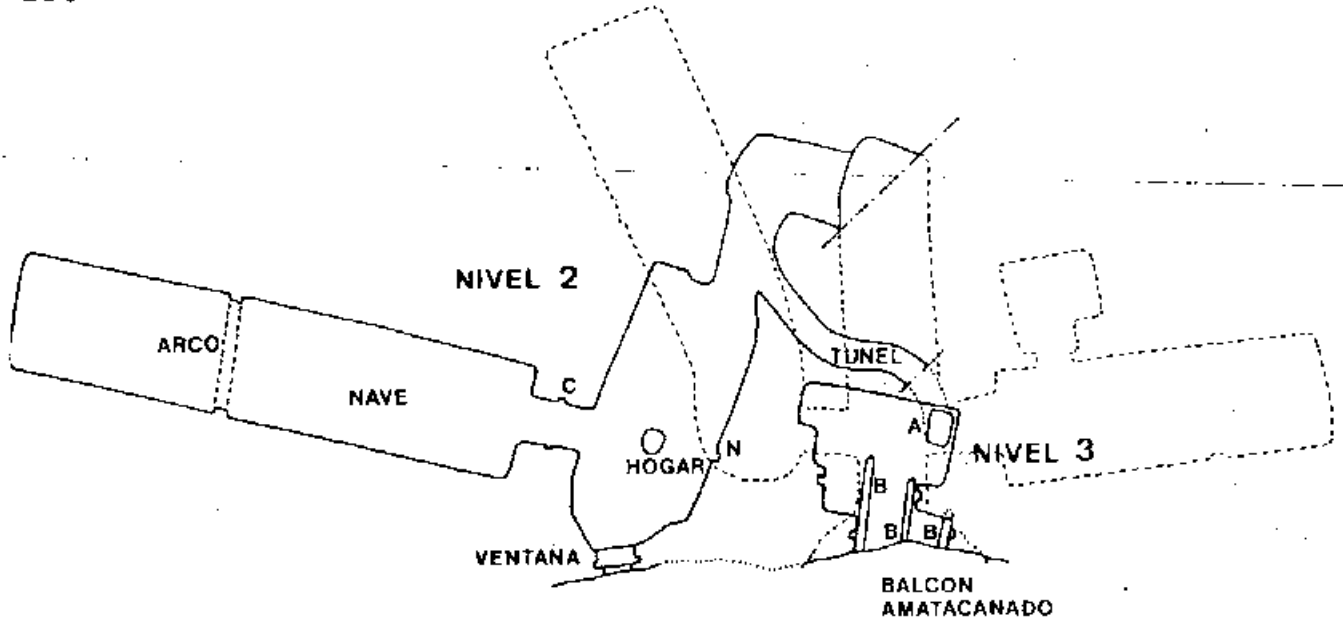 NIVEL 2
ARCO
NAVE
C
HOGAR
N
TUNEL
A
NIVEL 3
B
B
B
VENTANA
BALCON
AMATACANADO